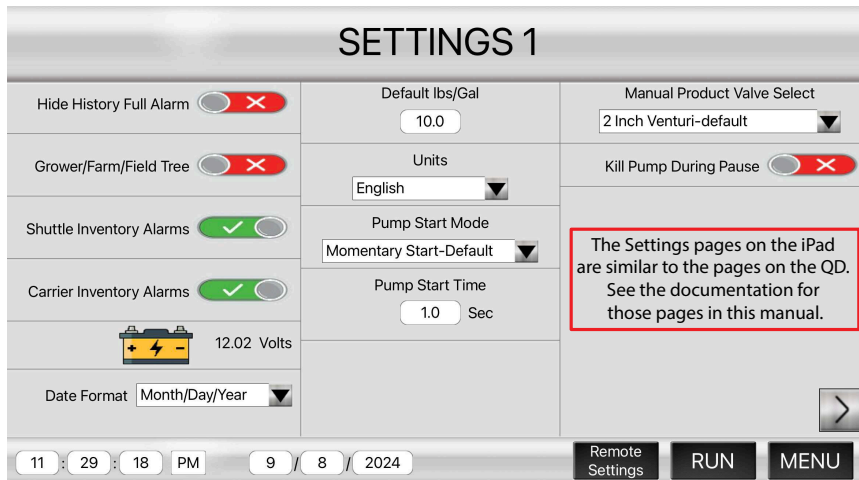 SETTINGS 1
Hide History Full Alarm
Grower/Farm/Field Tree
Shuttle Inventory Alarms
Carrier Inventory Alarms
12.02 Volts
Date Format Month/Day/Year
Default lbs/Gal
10.0
Units
English
Pump Start Mode
Momentary Start-Default
Pump Start Time
1.0 Sec
Manual Product Valve Select
2 Inch Venturi-default
Kill Pump During Pause
The Settings pages on the iPad
are similar to the pages on the QD.
See the documentation for
those pages in this manual.
11 : 29 : 18 PM 9 / 8 / 2024
Remote
Settings
RUN
MENU